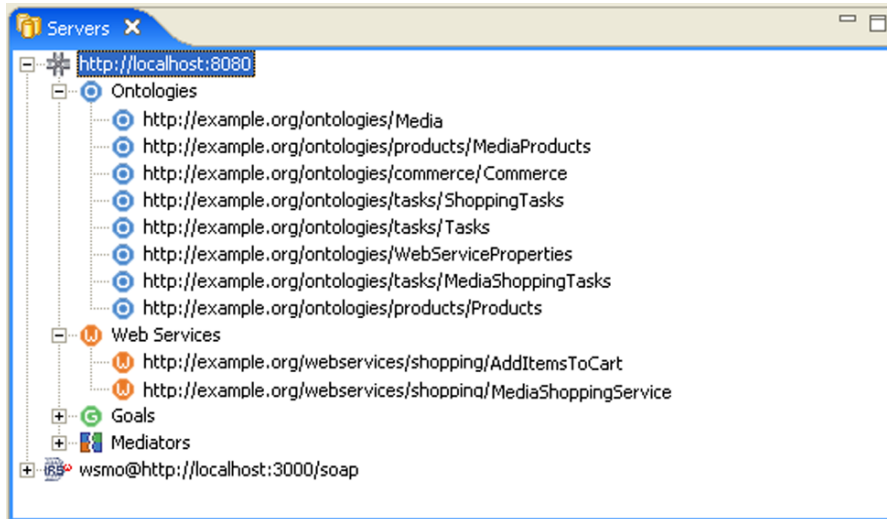 Servers
http://localhost:8080
Ontologies
http://example.org/ontologies/Media
http://example.org/ontologies/products/MediaProducts
http://example.org/ontologies/commerce/Commerce
http://example.org/ontologies/tasks/ShoppingTasks
http://example.org/ontologies/tasks/Tasks
http://example.org/ontologies/WebServiceProperties
http://example.org/ontologies/tasks/MediaShoppingTasks
http://example.org/ontologies/products/Products
W Web Services
W http://example.org/webservices/shopping/AddItemsToCart
W http://example.org/webservices/shopping/MediaShoppingService
G Goals
Mediators
IRS wsmo@http://localhost:3000/soap